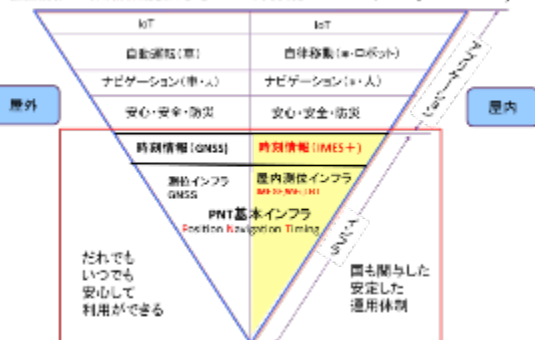 IoT
IoT
自動運転(車)
自律移動(車・ロボット)
ナビゲーション(車・人)
ナビゲーション(車・人)
屋外
安心・安全・防災
安心・安全・防災
屋内
アプリケーション
時刻情報(GNSS)
時刻情報(IMES+)
測位インフラ
GNSS
屋内測位インフラ
PNT基本インフラ
Position Navigation Timing
インフラ
だれでも
いつでも
安心して
利用ができる
国も関与した
安定した
運用体制